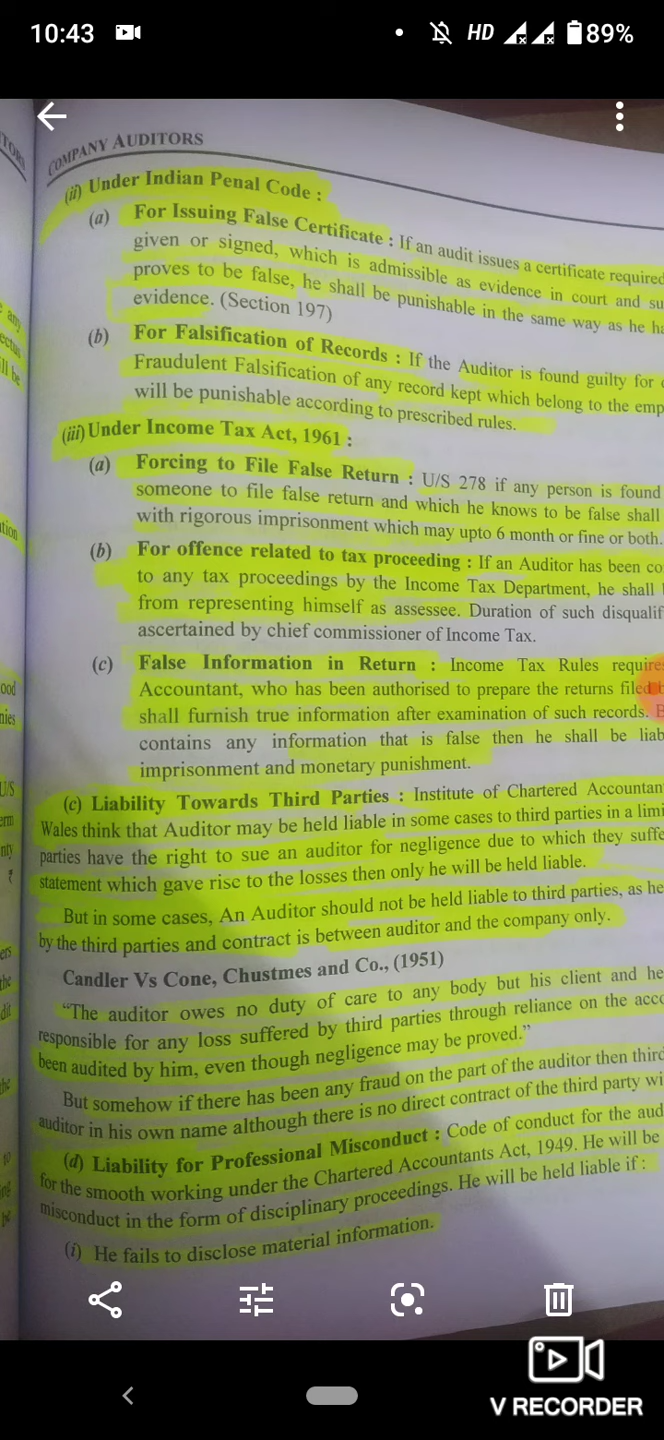 10:43
HD
89%
COMPANY AUDITORS
(ii) Under Indian Penal Code :
(a) For Issuing False Certificate : If an audit issues a certificate required
given or signed, which is admissible as evidence in court and su
proves to be false, he shall be punishable in the same way as he ha
evidence. (Section 197)
(b) For Falsification of Records : If the Auditor is found guilty for
Fraudulent Falsification of any record kept which belong to the emp
will be punishable according to prescribed rules.
(iii) Under Income Tax Act, 1961 :
(a) Forcing to File False Return : U/S 278 if any person is found
someone to file false return and which he knows to be false shall
with rigorous imprisonment which may upto 6 month or fine or both.
(b) For offence related to tax proceeding : If an Auditor has been co
to any tax proceedings by the Income Tax Department, he shall
from representing himself as assessee. Duration of such disqualif
ascertained by chief commissioner of Income Tax.
(c) False Information in Return : Income Tax Rules require
Accountant, who has been authorised to prepare the returns filed
shall furnish true information after examination of such records.
contains any information that is false then he shall be liab
imprisonment and monetary punishment.
(c) Liability Towards Third Parties : Institute of Chartered Accountan
Wales think that Auditor may be held liable in some cases to third parties in a limi
parties have the right to sue an auditor for negligence due to which they suffe
statement which gave rise to the losses then only he will be held liable.
But in some cases, An Auditor should not be held liable to third parties, as he
by the third parties and contract is between auditor and the company only.
Candler Vs Cone, Chustmes and Co., (1951)
“The auditor owes no duty of care to any body but his client and he
responsible for any loss suffered by third parties through reliance on the acco
been audited by him, even though negligence may be proved.”
But somehow if there has been any fraud on the part of the auditor then third
auditor in his own name although there is no direct contract of the third party wi
(d) Liability for Professional Misconduct : Code of conduct for the aud
for the smooth working under the Chartered Accountants Act, 1949. He will be
misconduct in the form of disciplinary proceedings. He will be held liable if :
(i) He fails to disclose material information.
V RECORDER